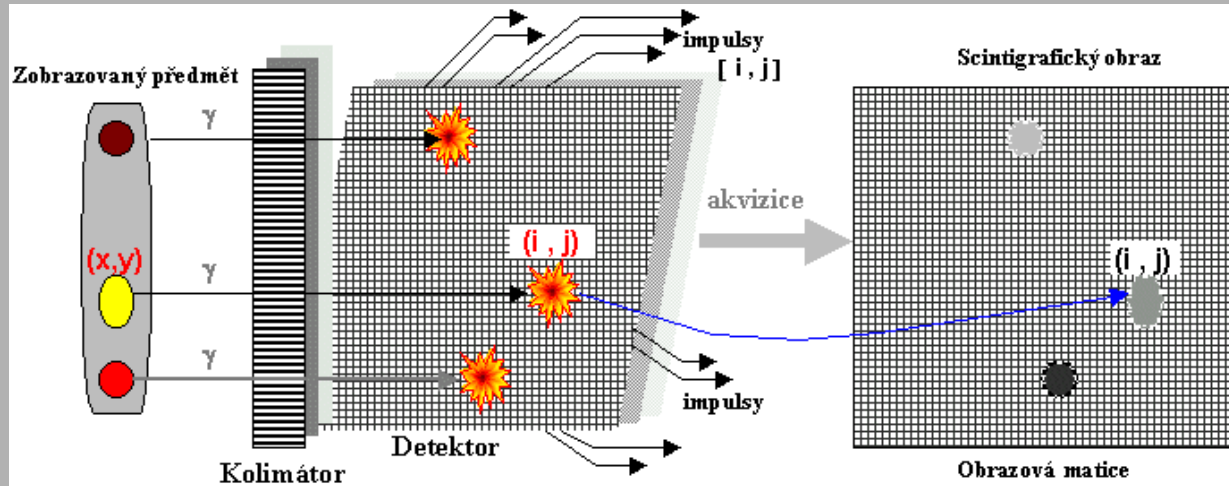 Zobrazovaný předmět
γ
(x,y)
γ
γ
Kolimátor
Detektor
impulsy
[ i , j ]
(i , j)
impulsy
akvizice
Scintigrafický obraz
(i , j)
Obrazová matice